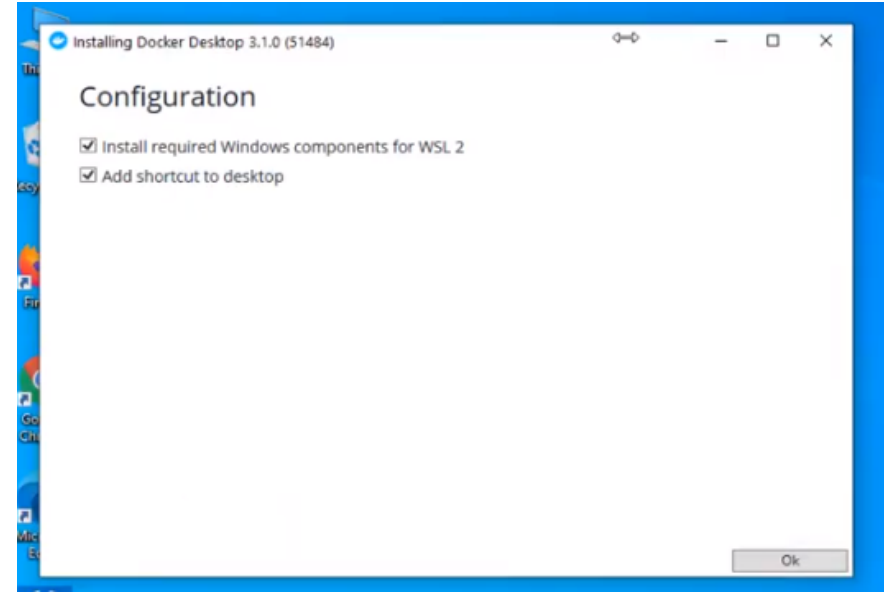 Installing Docker Desktop 3.1.0 (51484)
Configuration
Install required Windows components for WSL 2
Add shortcut to desktop
Ok